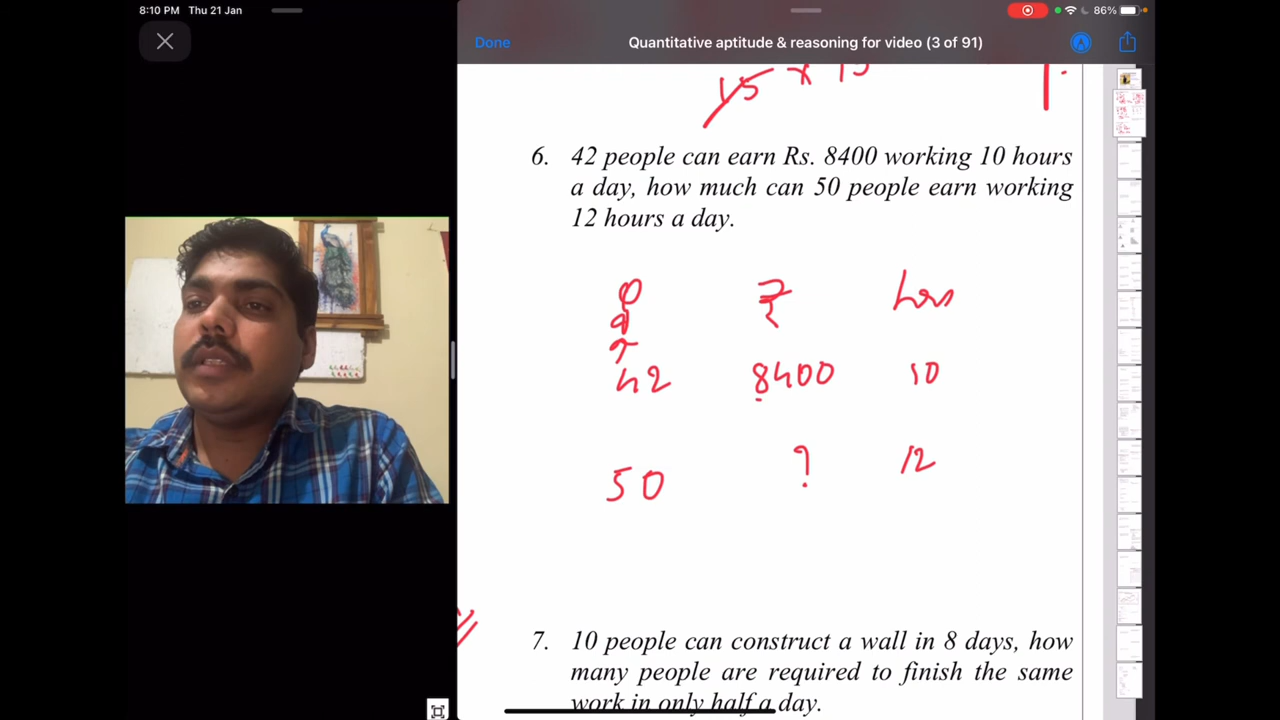 8:10 PM Thu 21 Jan
86%
Done
Quantitative aptitude & reasoning for video (3 of 91)
15 x 15
6. 42 people can earn Rs. 8400 working 10 hours
a day, how much can 50 people earn working
12 hours a day.
₹ hours
42 8400 10
50 ? 12
7. 10 people can construct a wall in 8 days, how
many people are required to finish the same
work in only half a day.